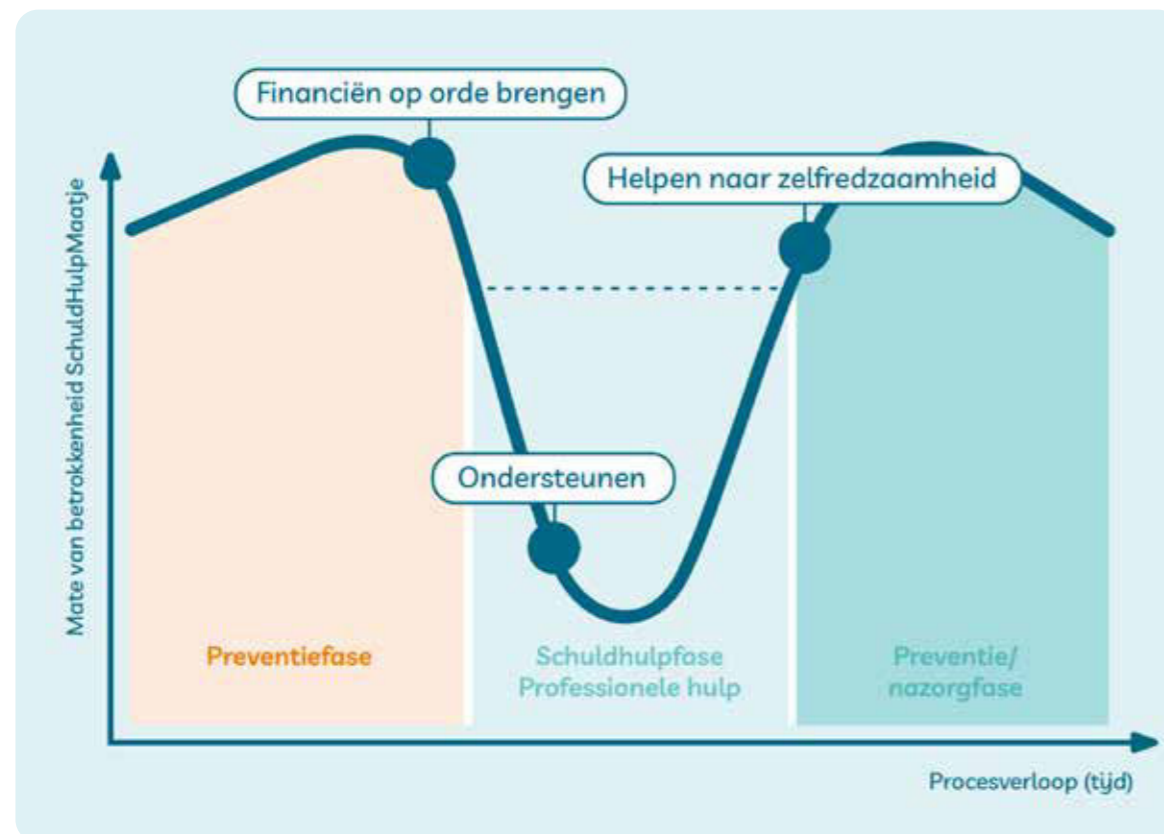 Financiën op orde brengen
Helpen naar zelfredzaamheid
Mate van betrokkenheid SchuldHulpMaatje
Ondersteunen
Preventiefase
Schuldhulpfase
Professionele hulp
Preventie/
nazorgfase
Procesverloop (tijd)